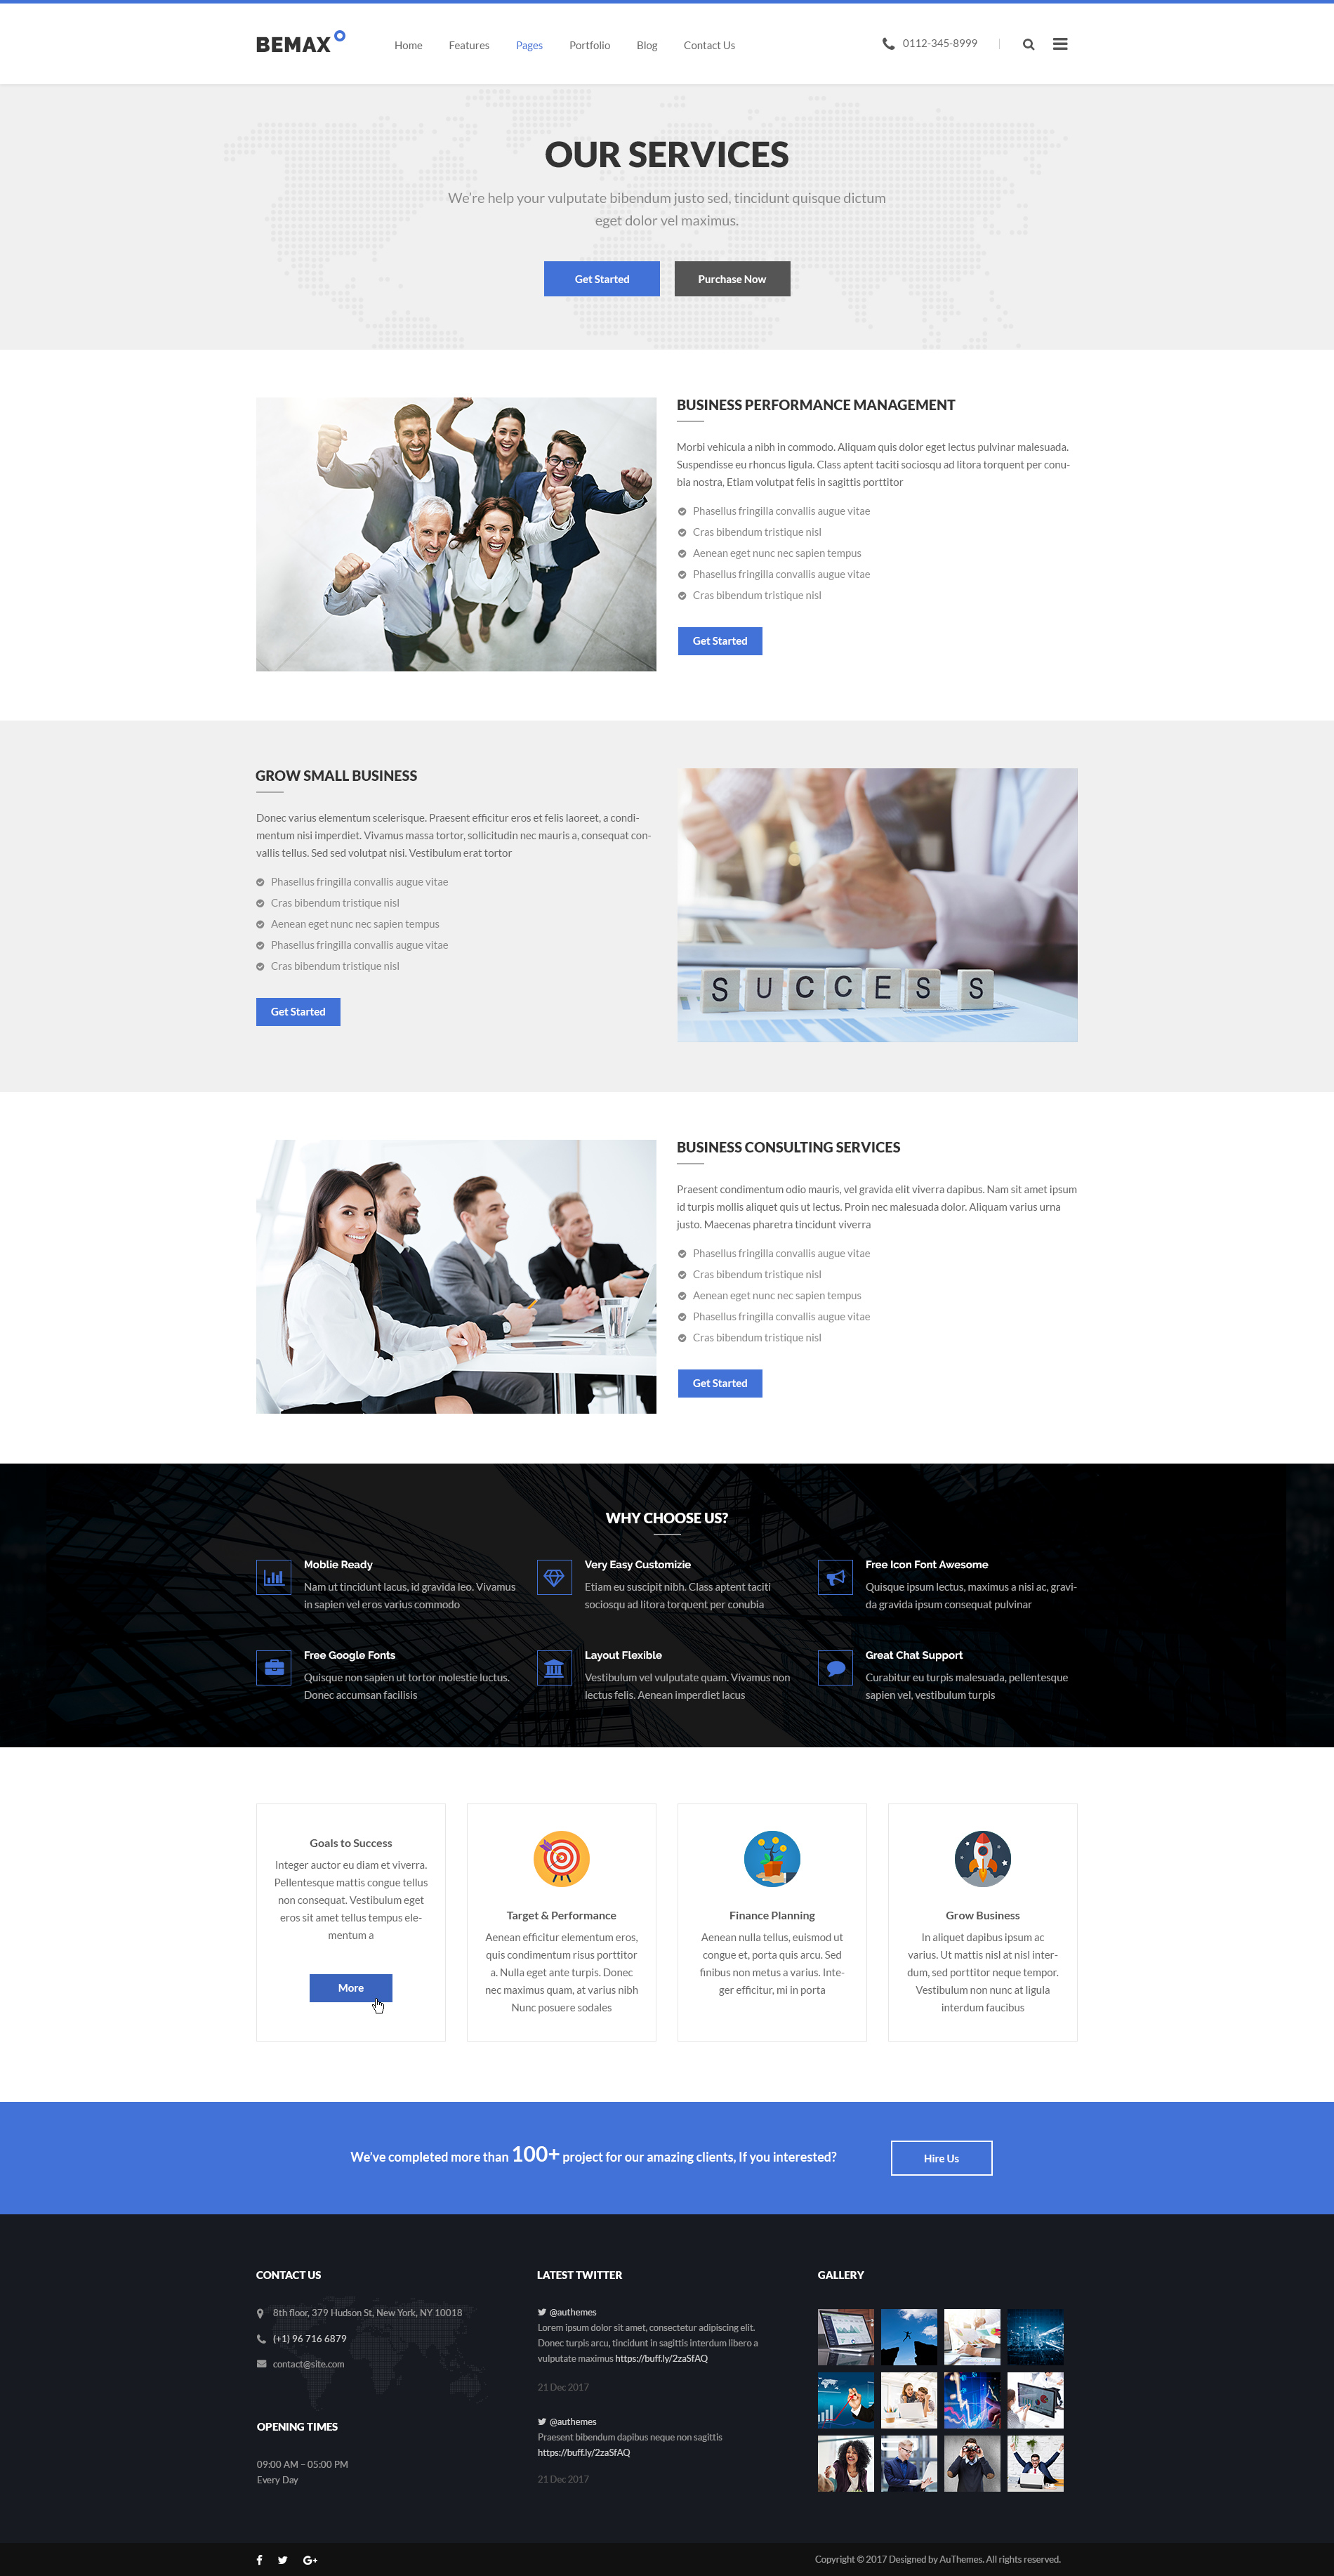 BEMAX
Home Features Pages Portfolio Blog Contact Us
0112-345-8999
OUR SERVICES
We're help your vulputate bibendum justo sed, tincidunt quisque dictum
eget dolor vel maximus.
Get Started
Purchase Now
BUSINESS PERFORMANCE MANAGEMENT
Morbi vehicula a nibh in commodo. Aliquam quis dolor eget lectus pulvinar malesuada.
Suspendisse eu rhoncus ligula. Class aptent taciti sociosqu ad litora torquent per conu-
bia nostra, Etiam volutpat felis in sagittis porttitor
Phasellus fringilla convallis augue vitae
Cras bibendum tristique nisl
Aenean eget nunc nec sapien tempus
Phasellus fringilla convallis augue vitae
Cras bibendum tristique nisl
Get Started
GROW SMALL BUSINESS
Donec varius elementum scelerisque. Praesent efficitur eros et felis laoreet, a condi-
mentum nisi imperdiet. Vivamus massa tortor, sollicitudin nec mauris a, consequat con-
vallis tellus. Sed sed volutpat nisi. Vestibulum erat tortor
Phasellus fringilla convallis augue vitae
Cras bibendum tristique nisl
Aenean eget nunc nec sapien tempus
Phasellus fringilla convallis augue vitae
Cras bibendum tristique nisl
Get Started
SUCCESS
BUSINESS CONSULTING SERVICES
Praesent condimentum odio mauris, vel gravida elit viverra dapibus. Nam sit amet ipsum
id turpis mollis aliquet quis ut lectus. Proin nec malesuada dolor. Aliquam varius urna
justo. Maecenas pharetra tincidunt viverra
Phasellus fringilla convallis augue vitae
Cras bibendum tristique nisl
Aenean eget nunc nec sapien tempus
Phasellus fringilla convallis augue vitae
Cras bibendum tristique nisl
Get Started
WHY CHOOSE US?
Moblie Ready
Nam ut tincidunt lacus, id gravida leo. Vivamus
in sapien vel eros varius commodo
Very Easy Customizie
Etiam eu suscipit nibh. Class aptent taciti
sociosqu ad litora torquent per conubia
Free Icon Font Awesome
Quisque ipsum lectus, maximus a nisi ac, gravi-
da gravida ipsum consequat pulvinar
Free Google Fonts
Quisque non sapien ut tortor molestie luctus.
Donec accumsan facilisis
Layout Flexible
Vestibulum vel vulputate quam. Vivamus non
lectus felis. Aenean imperdiet lacus
Great Chat Support
Curabitur eu turpis malesuada, pellentesque
sapien vel, vestibulum turpis
Goals to Success
Integer auctor eu diam et viverra.
Pellentesque mattis congue tellus
non consequat. Vestibulum eget
eros sit amet tellus tempus ele-
mentum a
More
Target & Performance
Aenean efficitur elementum eros,
quis condimentum risus porttitor
a. Nulla eget ante turpis. Donec
nec maximus quam, at varius nibh
Nunc posuere sodales
Finance Planning
Aenean nulla tellus, euismod ut
congue et, porta quis arcu. Sed
finibus non metus a varius. Inte-
ger efficitur, mi in porta
Grow Business
In aliquet dapibus ipsum ac
varius. Ut mattis nisl at nisl inter-
dum, sed porttitor neque tempor.
Vestibulum non nunc at ligula
interdum faucibus
We've completed more than 100+ project for our amazing clients, If you interested?
Hire Us
CONTACT US
8th floor, 379 Hudson St, New York, NY 10018
(+1) 96 716 6879
contact@site.com
OPENING TIMES
09:00 AM – 05:00 PM
Every Day
LATEST TWITTER
@authemes
Lorem ipsum dolor sit amet, consectetur adipiscing elit.
Donec turpis arcu, tincidunt in sagittis interdum libero a
vulputate maximus https://buff.ly/2zaSfAQ
21 Dec 2017
@authemes
Praesent bibendum dapibus neque non sagittis
https://buff.ly/2zaSfAQ
21 Dec 2017
GALLERY
Copyright © 2017 Designed by AuThemes. All rights reserved.